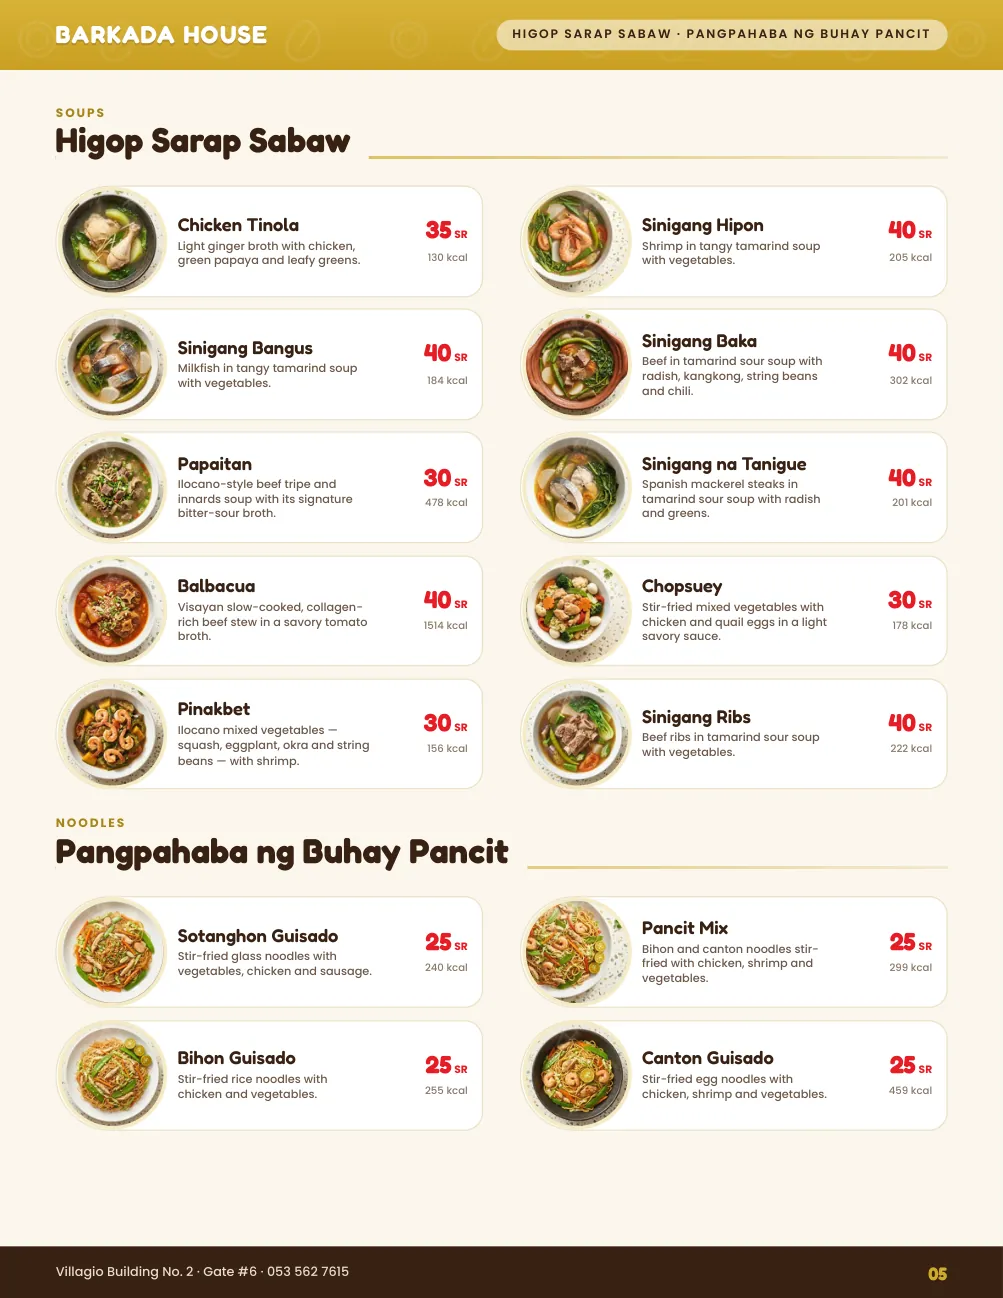 BARKADA HOUSE
HIGOP SARAP SABAW · PANGPAHABA NG BUHAY PANCIT
SOUPS
Higop Sarap Sabaw
Chicken Tinola
Light ginger broth with chicken,
green papaya and leafy greens.
35 SR
130 kcal
Sinigang Hipon
Shrimp in tangy tamarind soup
with vegetables.
40 SR
205 kcal
Sinigang Bangus
Milkfish in tangy tamarind soup
with vegetables.
40 SR
184 kcal
Sinigang Baka
Beef in tamarind sour soup with
radish, kangkong, string beans
and chili.
40 SR
302 kcal
Papaitan
Ilocano-style beef tripe and
innards soup with its signature
bitter-sour broth.
30 SR
478 kcal
Sinigang na Tanigue
Spanish mackerel steaks in
tamarind sour soup with radish
and greens.
40 SR
201 kcal
Balbacua
Visayan slow-cooked, collagen-
rich beef stew in a savory tomato
broth.
40 SR
1514 kcal
Chopsuey
Stir-fried mixed vegetables with
chicken and quail eggs in a light
savory sauce.
30 SR
178 kcal
Pinakbet
Ilocano mixed vegetables —
squash, eggplant, okra and string
beans — with shrimp.
30 SR
156 kcal
Sinigang Ribs
Beef ribs in tamarind sour soup
with vegetables.
40 SR
222 kcal
NOODLES
Pangpahaba ng Buhay Pancit
Sotanghon Guisado
Stir-fried glass noodles with
vegetables, chicken and sausage.
25 SR
240 kcal
Pancit Mix
Bihon and canton noodles stir-
fried with chicken, shrimp and
vegetables.
25 SR
299 kcal
Bihon Guisado
Stir-fried rice noodles with
chicken and vegetables.
25 SR
255 kcal
Canton Guisado
Stir-fried egg noodles with
chicken, shrimp and vegetables.
25 SR
459 kcal
Villagio Building No. 2 · Gate #6 · 053 562 7615
05